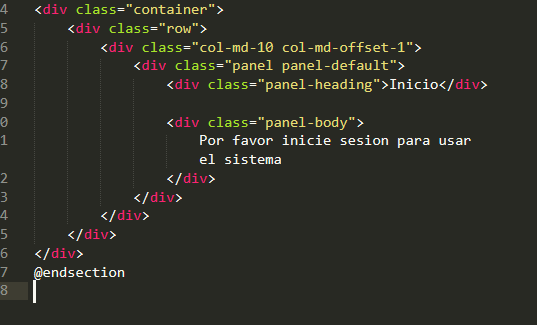 4 <div class="container">
5 <div class="row">
6 <div class="col-md-10 col-md-offset-1">
7 <div class="panel panel-default">
8 <div class="panel-heading">Inicio</div>
9
0 <div class="panel-body">
1 Por favor inicie sesion para usar
el sistema
2 </div>
3 </div>
4 </div>
5 </div>
6 </div>
7 @endsection
8